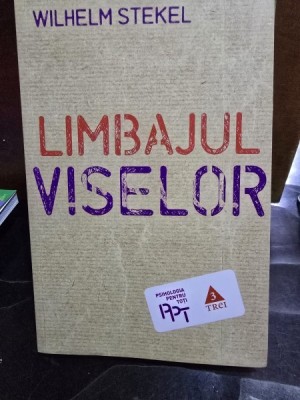 WILHELM STEKEL
LIMBAJUL
VISELOR
PSIHOLOGIA
PENTRU
TOȚI
PPT
3
TREI